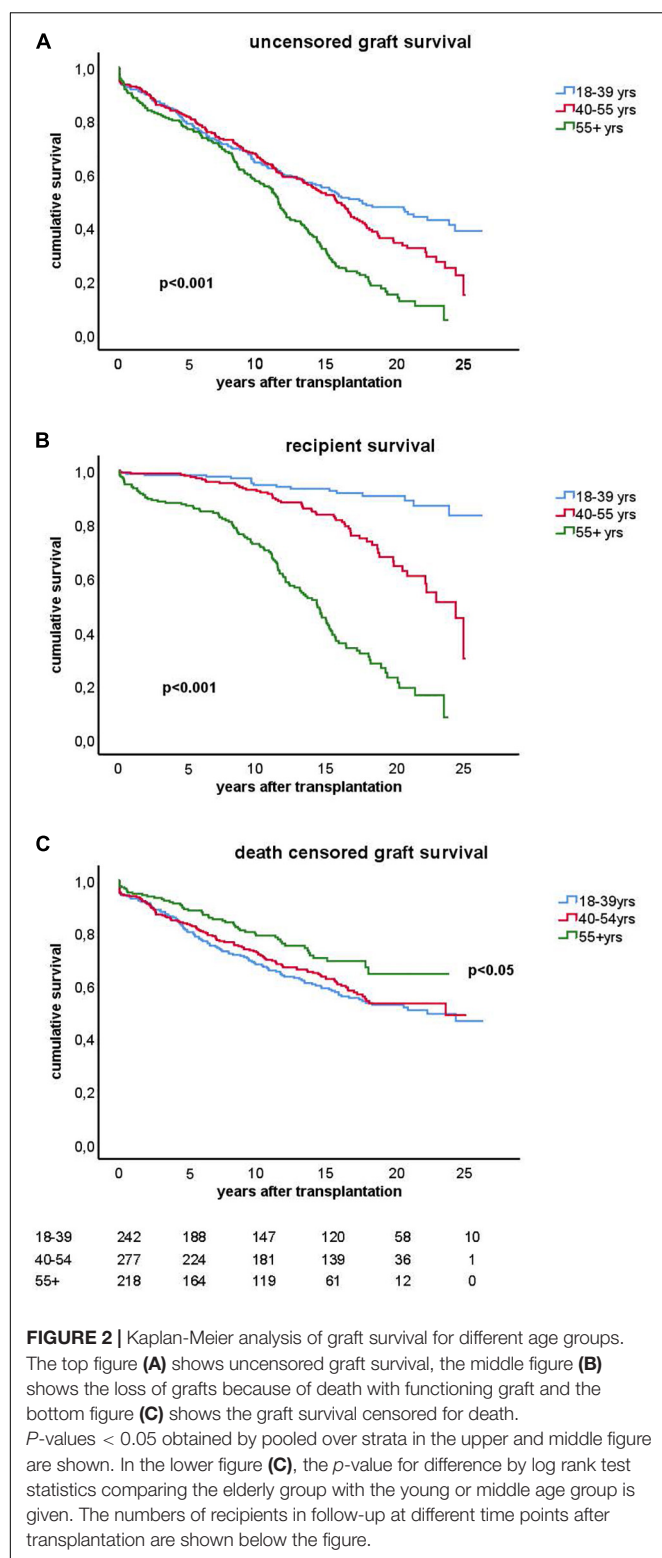 A
uncensored graft survival
cumulative survival
1,0
0,8
0,6
0,4
0,2
0,0
18-39 yrs
40-55 yrs
55+ yrs
p<0.001
0 5 10 15 20 25
years after transplantation
B
recipient survival
cumulative survival
1,0
0,8
0,6
0,4
0,2
0,0
18-39 yrs
40-55 yrs
55+ yrs
p<0.001
0 5 10 15 20 25
years after transplantation
C
death censored graft survival
cumulative survival
1,0
0,8
0,6
0,4
0,2
0,0
18-39yrs
40-54yrs
55+yrs
p<0.05
0 5 10 15 20 25
years after transplantation
18-39 242 188 147 120 58 10
40-54 277 224 181 139 36 1
55+ 218 164 119 61 12 0
FIGURE 2 | Kaplan-Meier analysis of graft survival for different age groups.
The top figure (A) shows uncensored graft survival, the middle figure (B)
shows the loss of grafts because of death with functioning graft and the
bottom figure (C) shows the graft survival censored for death.
P-values < 0.05 obtained by pooled over strata in the upper and middle figure
are shown. In the lower figure (C), the p-value for difference by log rank test
statistics comparing the elderly group with the young or middle age group is
given. The numbers of recipients in follow-up at different time points after
transplantation are shown below the figure.